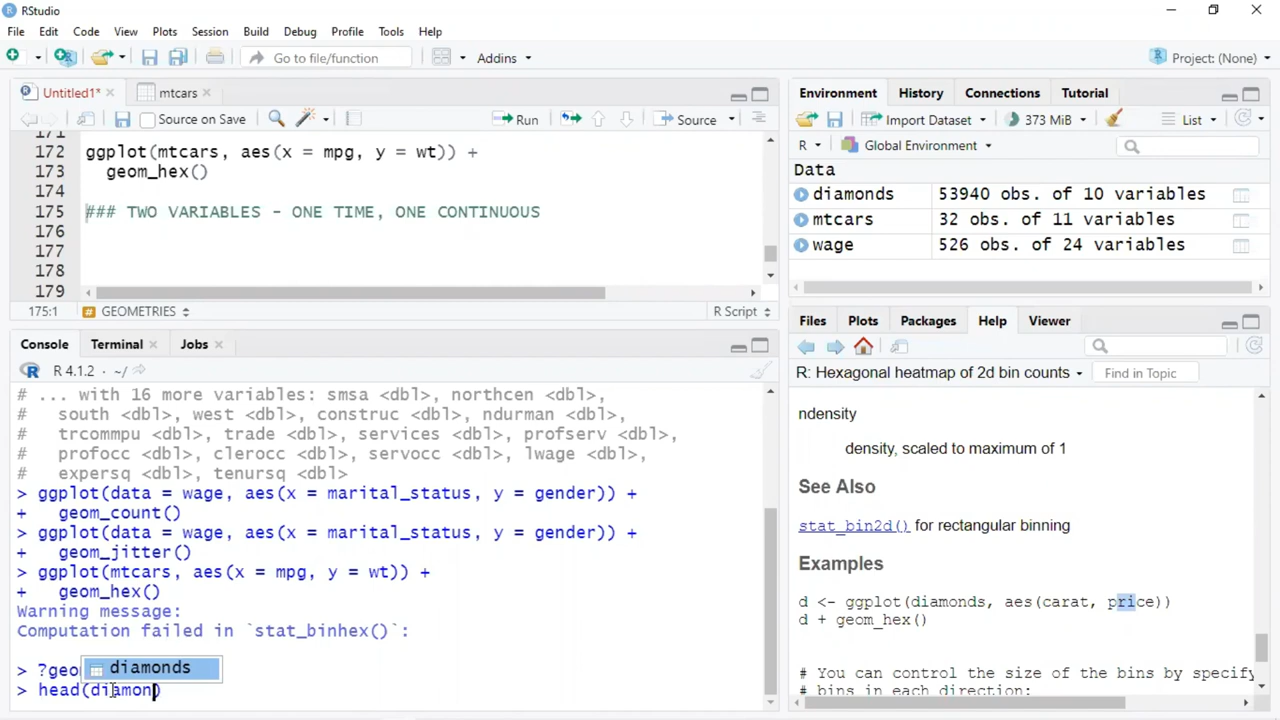 RStudio
File Edit Code View Plots Session Build Debug Profile Tools Help
Go to file/function Addins Project: (None)
Untitled1* mtcars
Source on Save Run Source
171
172 ggplot(mtcars, aes(x = mpg, y = wt)) +
173 geom_hex()
174
175 ### TWO VARIABLES - ONE TIME, ONE CONTINUOUS
176
177
178
179
175:1 # GEOMETRIES R Script
Console Terminal Jobs
R 4.1.2 · ~/
# ... with 16 more variables: smsa <dbl>, northcen <dbl>,
# south <dbl>, west <dbl>, construc <dbl>, ndurman <dbl>,
# trcommpu <dbl>, trade <dbl>, services <dbl>, profserv <dbl>,
# profocc <dbl>, clerocc <dbl>, servocc <dbl>, lwage <dbl>,
# expersq <dbl>, tenursq <dbl>
> ggplot(data = wage, aes(x = marital_status, y = gender)) +
+ geom_count()
> ggplot(data = wage, aes(x = marital_status, y = gender)) +
+ geom_jitter()
> ggplot(mtcars, aes(x = mpg, y = wt)) +
+ geom_hex()
Warning message:
Computation failed in `stat_binhex()`:
> ?geo
diamonds
> head(diamon)
Environment History Connections Tutorial
Import Dataset 373 MiB List
R Global Environment
Data
diamonds 53940 obs. of 10 variables
mtcars 32 obs. of 11 variables
wage 526 obs. of 24 variables
Files Plots Packages Help Viewer
R: Hexagonal heatmap of 2d bin counts Find in Topic
ndensity
density, scaled to maximum of 1
See Also
stat_bin2d() for rectangular binning
Examples
d <- ggplot(diamonds, aes(carat, price))
d + geom_hex()
# You can control the size of the bins by specify
# bins in each direction: